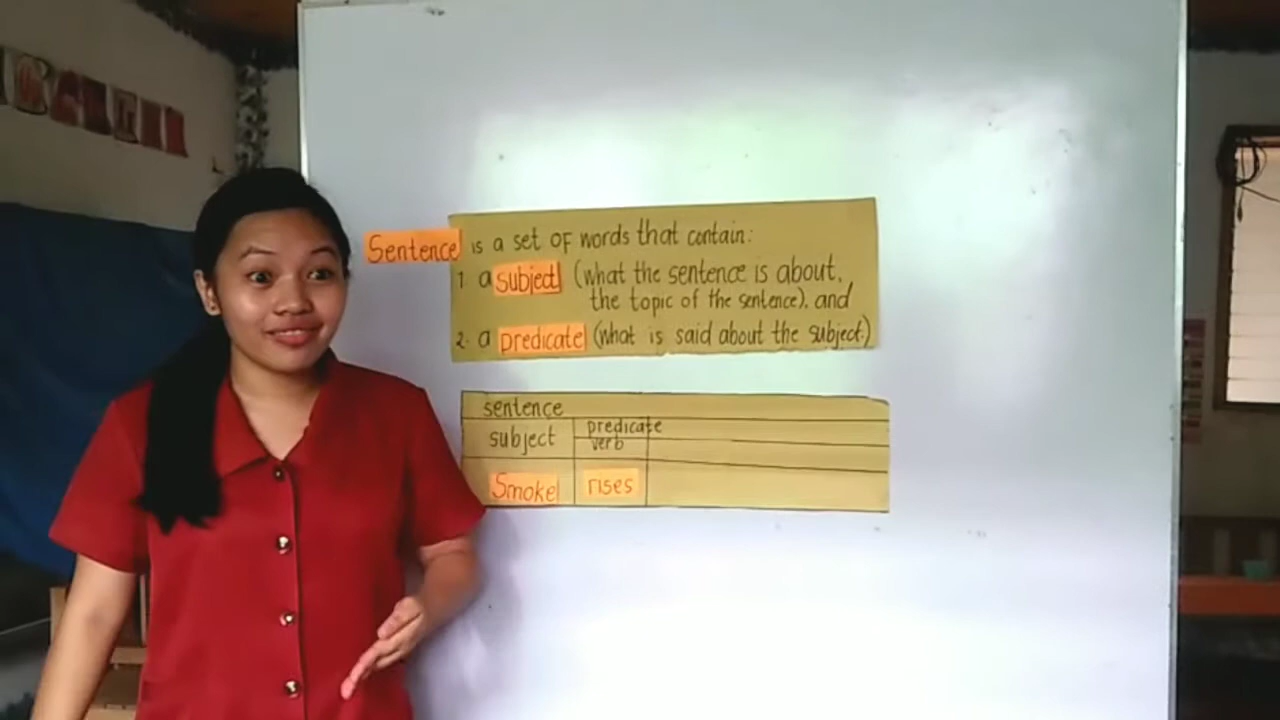 Sentence is a set of words that contain:
1. a subject (what the sentence is about,
the topic of the sentence), and
2. a predicate (what is said about the subject.)
sentence
subject predicate
verb
Smoke rises